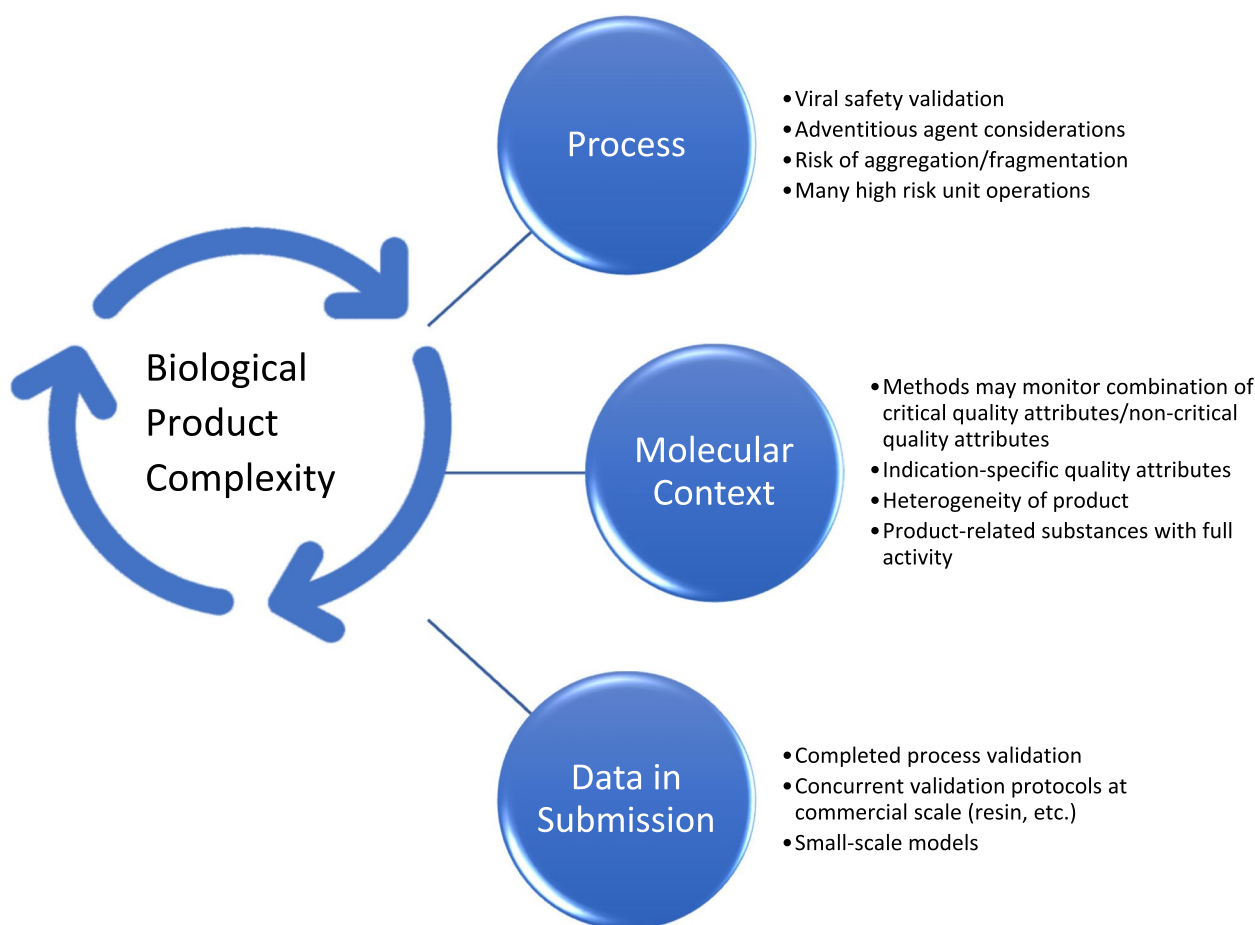 Process
•Viral safety validation
•Adventitious agent considerations
•Risk of aggregation/fragmentation
•Many high risk unit operations
Biological
Product
Complexity
Molecular
Context
•Methods may monitor combination of
critical quality attributes/non-critical
quality attributes
•Indication-specific quality attributes
•Heterogeneity of product
•Product-related substances with full
activity
Data in
Submission
•Completed process validation
•Concurrent validation protocols at
commercial scale (resin, etc.)
•Small-scale models